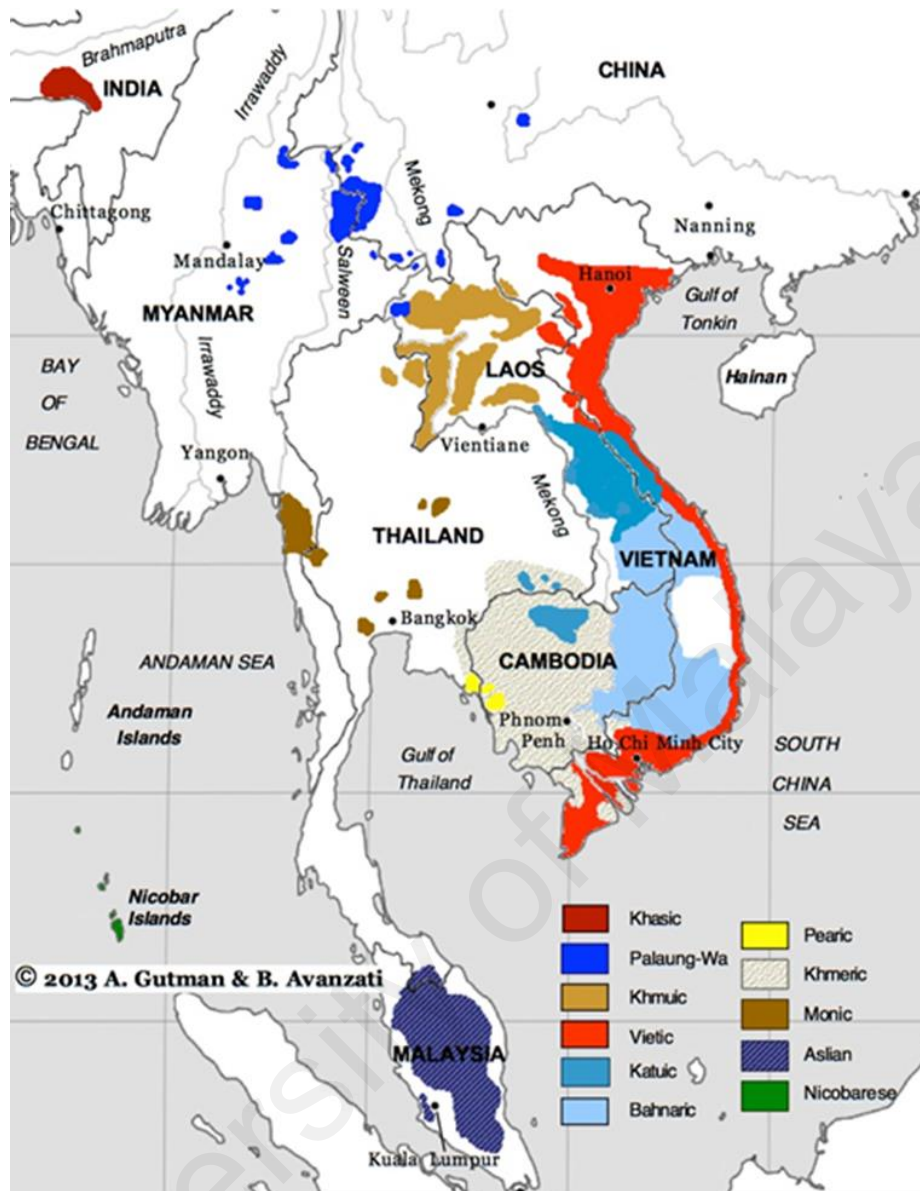 Brahmaputra
INDIA
Irrawaddy
CHINA
Mekong
Chittagong
Nanning
Mandalay
Salween
Hanoi
MYANMAR
Gulf of
Tonkin
Irrawaddy
BAY
OF
BENGAL
LAOS
Hainan
Vientiane
Yangon
Mekong
THAILAND
VIETNAM
Bangkok
ANDAMAN SEA
CAMBODIA
Andaman
Islands
Phnom
Penh
Ho Chi Minh City
Gulf of
Thailand
SOUTH
CHINA
SEA
Nicobar
Islands
© 2013 A. Gutman & B. Avanzati
MALAYSIA
Kuala Lumpur
Khasic
Palaung-Wa
Khmuic
Vietic
Katuic
Bahnaric
Pearic
Khmeric
Monic
Aslian
Nicobarese
ersity of Malaya